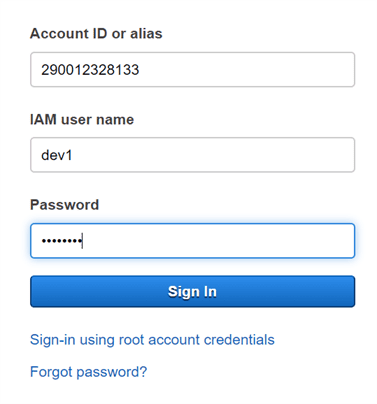 Account ID or alias
290012328133
IAM user name
dev1
Password
••••••••
Sign In
Sign-in using root account credentials
Forgot password?